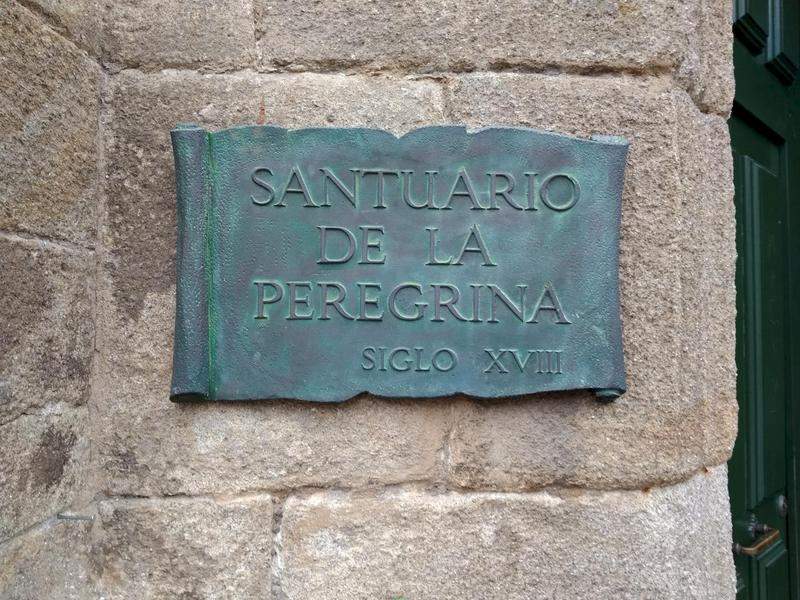 SANTUARIO
DE LA
PEREGRINA
SIGLO XVIII